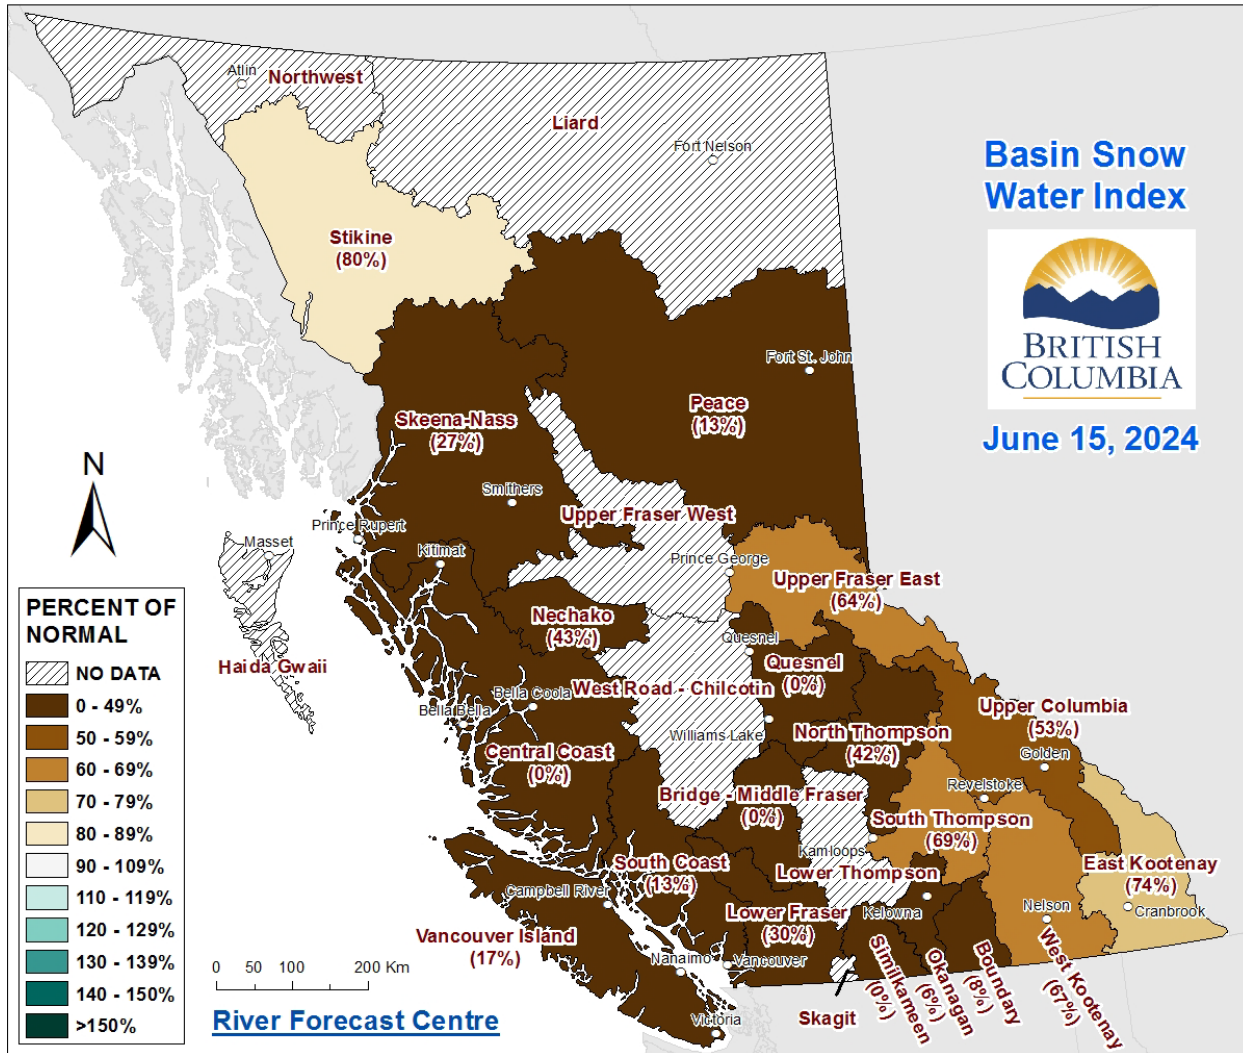 Atlin
Northwest
Liard
Fort Nelson
Basin Snow
Water Index
Stikine
(80%)
BRITISH
COLUMBIA
June 15, 2024
Fort St. John
Peace
(13%)
Skeena-Nass
(27%)
N
Smithers
Upper Fraser West
Prince Rupert
Masset
Kitimat
Prince George
Upper Fraser East
(64%)
PERCENT OF
NORMAL
NO DATA
0 - 49%
50 - 59%
60 - 69%
70 - 79%
80 - 89%
90 - 109%
110 - 119%
120 - 129%
130 - 139%
140 - 150%
>150%
Haida Gwaii
Nechako
(43%)
Quesnel
Quesnel
(0%)
West Road - Chilcotin
Bella Coola
Bella Bella
Williams Lake
Upper Columbia
(53%)
Golden
North Thompson
(42%)
Central Coast
(0%)
Revelstoke
Bridge - Middle Fraser
(0%)
South Thompson
(69%)
Kamloops
South Coast
(13%)
Lower Thompson
East Kootenay
(74%)
Campbell River
Lower Fraser
(30%)
Kelowna
Nelson
Cranbrook
Vancouver Island
(17%)
Nanaimo
Vancouver
Similkameen
(0%)
Okanagan
(6%)
Boundary
(8%)
West Kootenay
(67%)
0 50 100 200 Km
River Forecast Centre
Victoria
Skagit